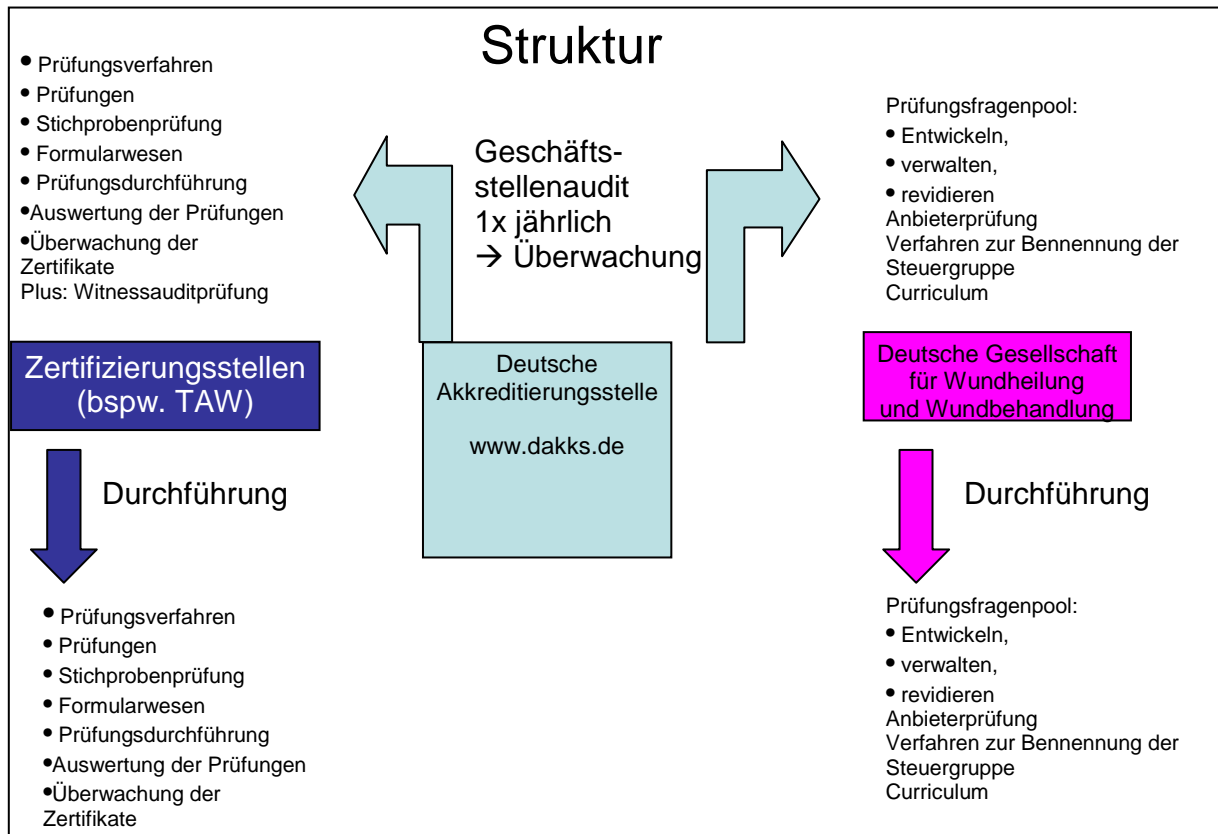 Struktur
• Prüfungsverfahren
• Prüfungen
• Stichprobenprüfung
• Formularwesen
• Prüfungsdurchführung
•Auswertung der Prüfungen
•Überwachung der
Zertifikate
Plus: Witnessauditprüfung
Geschäfts-
stellenaudit
1x jährlich
→ Überwachung
Prüfungsfragenpool:
• Entwickeln,
• verwalten,
• revidieren
Anbieterprüfung
Verfahren zur Bennennung der
Steuergruppe
Curriculum
Zertifizierungsstellen
(bspw. TAW)
Deutsche
Akkreditierungsstelle
www.dakks.de
Deutsche Gesellschaft
für Wundheilung
und Wundbehandlung
Durchführung
Durchführung
• Prüfungsverfahren
• Prüfungen
• Stichprobenprüfung
• Formularwesen
• Prüfungsdurchführung
•Auswertung der Prüfungen
•Überwachung der
Zertifikate
Prüfungsfragenpool:
• Entwickeln,
• verwalten,
• revidieren
Anbieterprüfung
Verfahren zur Bennennung der
Steuergruppe
Curriculum